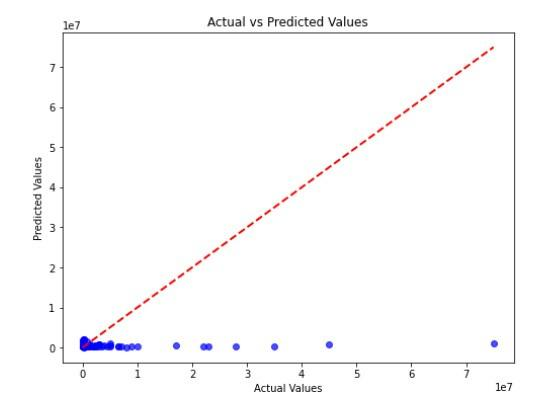 Actual vs Predicted Values
1e7
7
6
5
4
3
2
1
0
Predicted Values
0 1 2 3 4 5 6 7
Actual Values
1e7